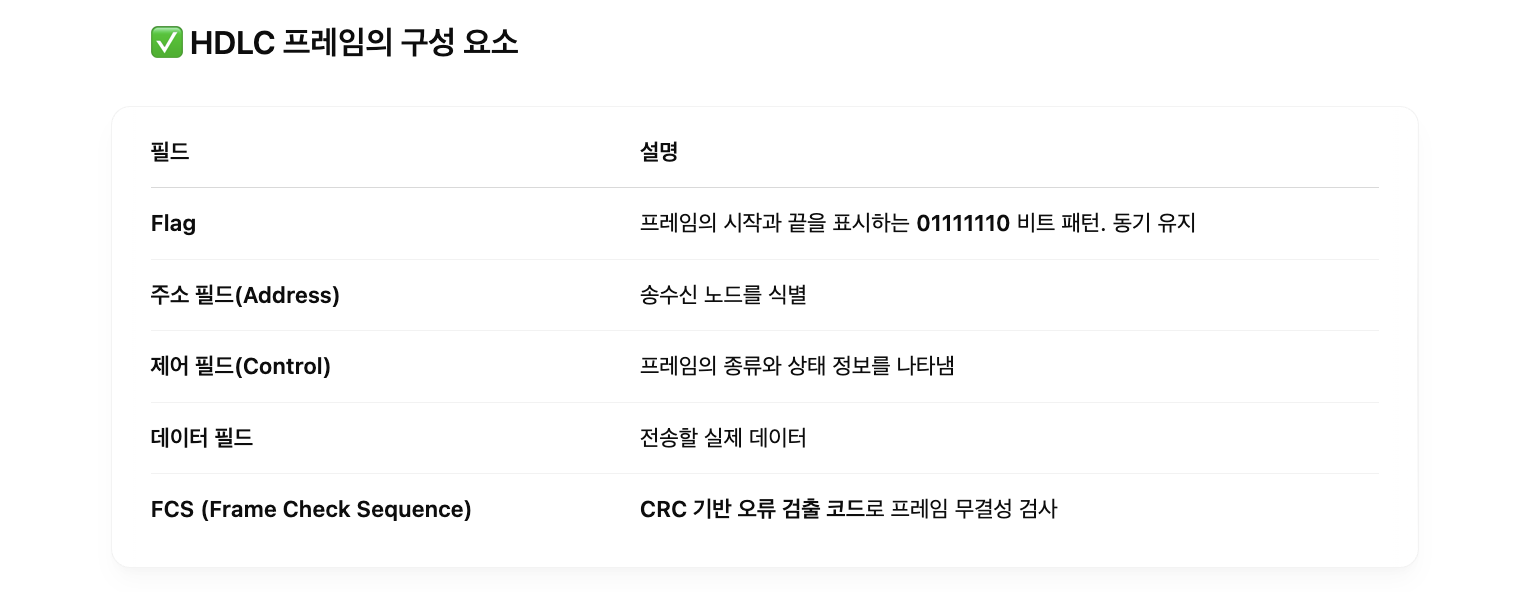 ✅ HDLC 프레임의 구성 요소
필드 설명
Flag 프레임의 시작과 끝을 표시하는 01111110 비트 패턴. 동기 유지
주소 필드(Address) 송수신 노드를 식별
제어 필드(Control) 프레임의 종류와 상태 정보를 나타냄
데이터 필드 전송할 실제 데이터
FCS (Frame Check Sequence) CRC 기반 오류 검출 코드로 프레임 무결성 검사